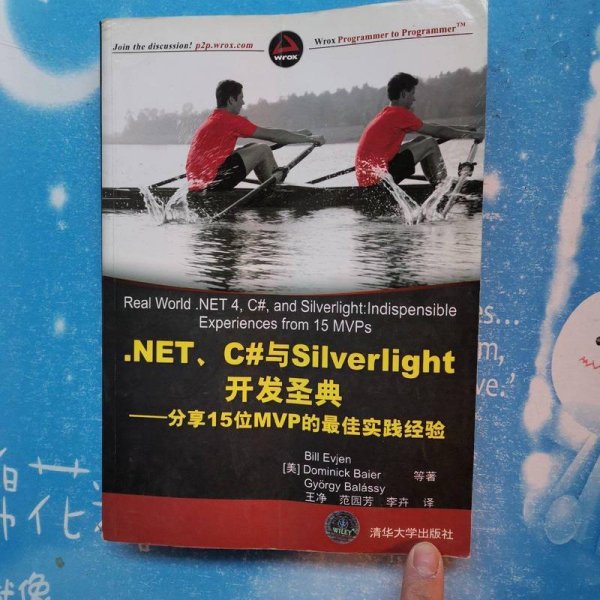 Join the discussion! p2p.wrox.com
wrox
Wrox Programmer to Programmer™
Real World .NET 4, C#, and Silverlight:Indispensible
Experiences from 15 MVPs
.NET、C#与Silverlight
开发圣典
——分享15位MVP的最佳实践经验
Bill Evjen
[美] Dominick Baier 等著
György Balássy
王净 范园芳 李卉 译
WILEY
清华大学出版社
花
就像